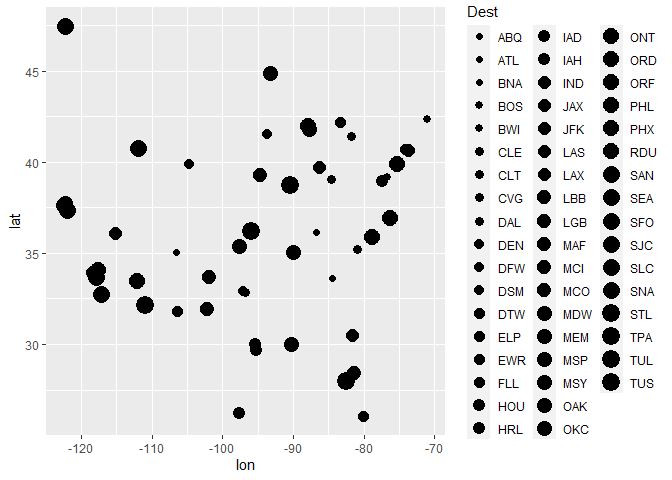 Dest
ABQ IAD ONT
ATL IAH ORD
BNA IND ORF
BOS JAX PHL
BWI JFK PHX
CLE LAS RDU
CLT LAX SAN
CVG LBB SEA
DAL LGB SFO
DEN MAF SJC
DFW MCI SLC
DSM MCO SNA
DTW MDW STL
ELP MEM TPA
EWR MSP TUL
FLL MSY TUS
HOU OAK
HRL OKC
45
40
35
30
lat
-120 -110 -100 -90 -80 -70
lon